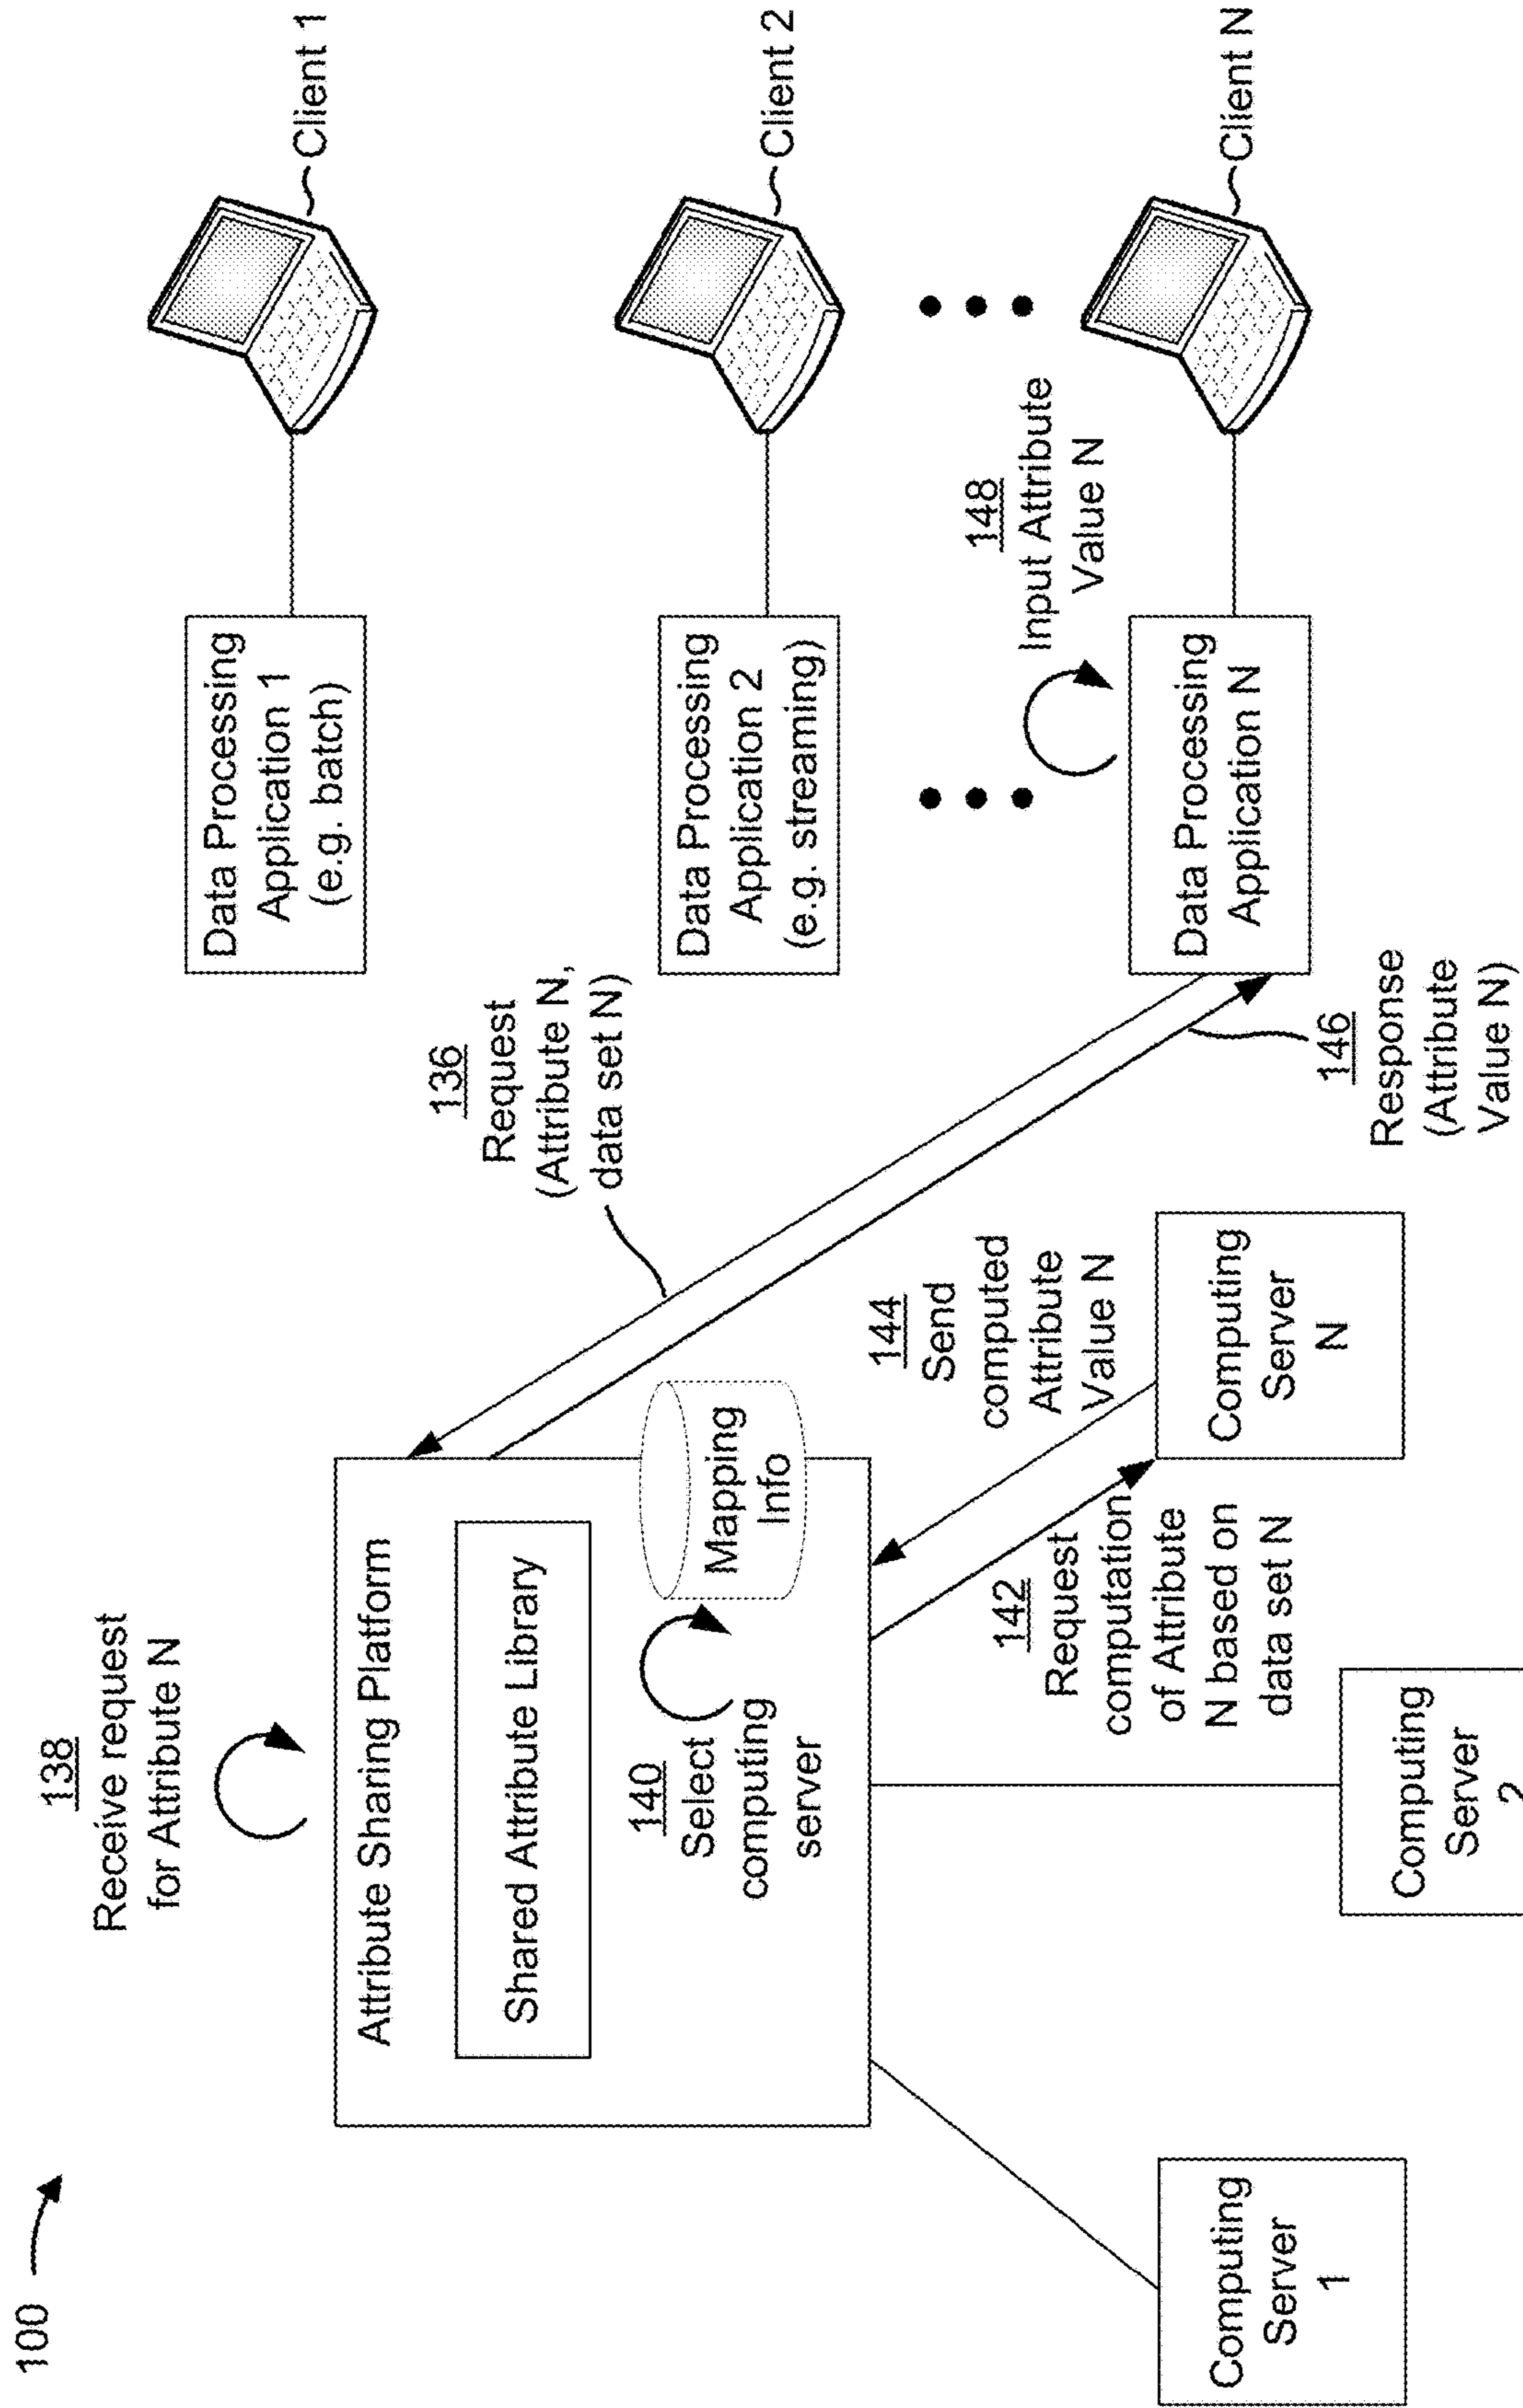 100
138
Receive request
for Attribute N
Attribute Sharing Platform
Shared Attribute Library
140
Select
computing
server
Mapping
Info
136
Request
(Attribute N,
data set N)
Data Processing
Application 1
(e.g. batch)
Client 1
Data Processing
Application 2
(e.g. streaming)
Client 2
148
Input Attribute
Value N
Data Processing
Application N
Client N
146
Response
(Attribute
Value N)
144
Send
computed
Attribute
Value N
142
Request
computation
of Attribute
N based on
data set N
Computing
Server
1
Computing
Server
2
Computing
Server
N